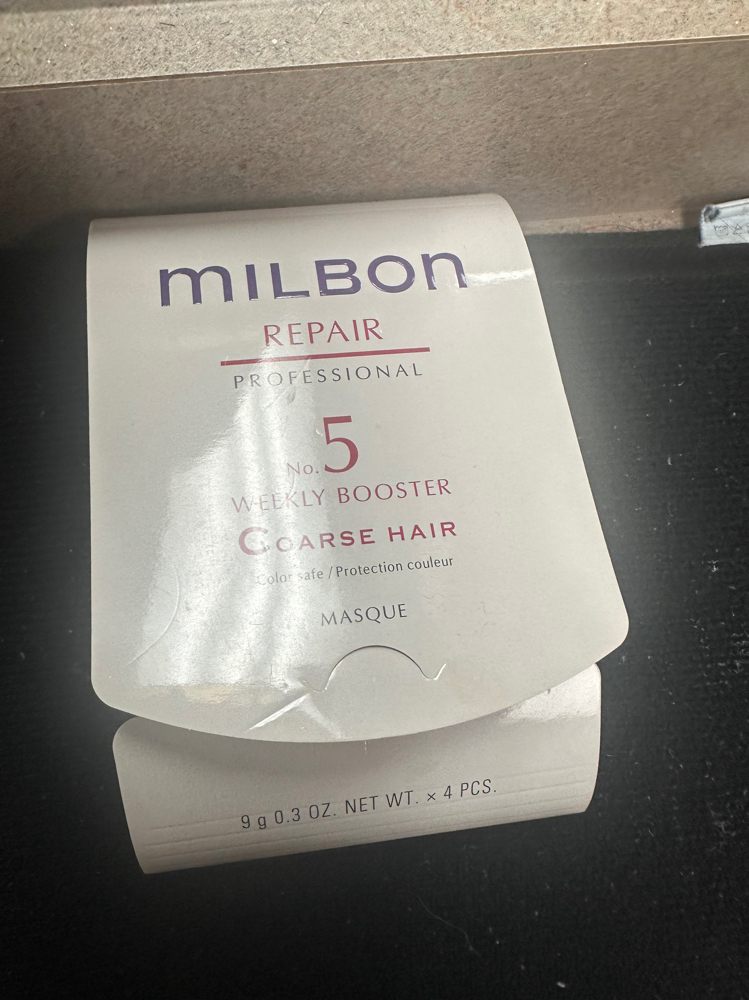 mILBOn
REPAIR
PROFESSIONAL
No. 5
WEEKLY BOOSTER
COARSE HAIR
Color safe / Protection couleur
MASQUE
9 g 0.3 OZ. NET WT. × 4 PCS.